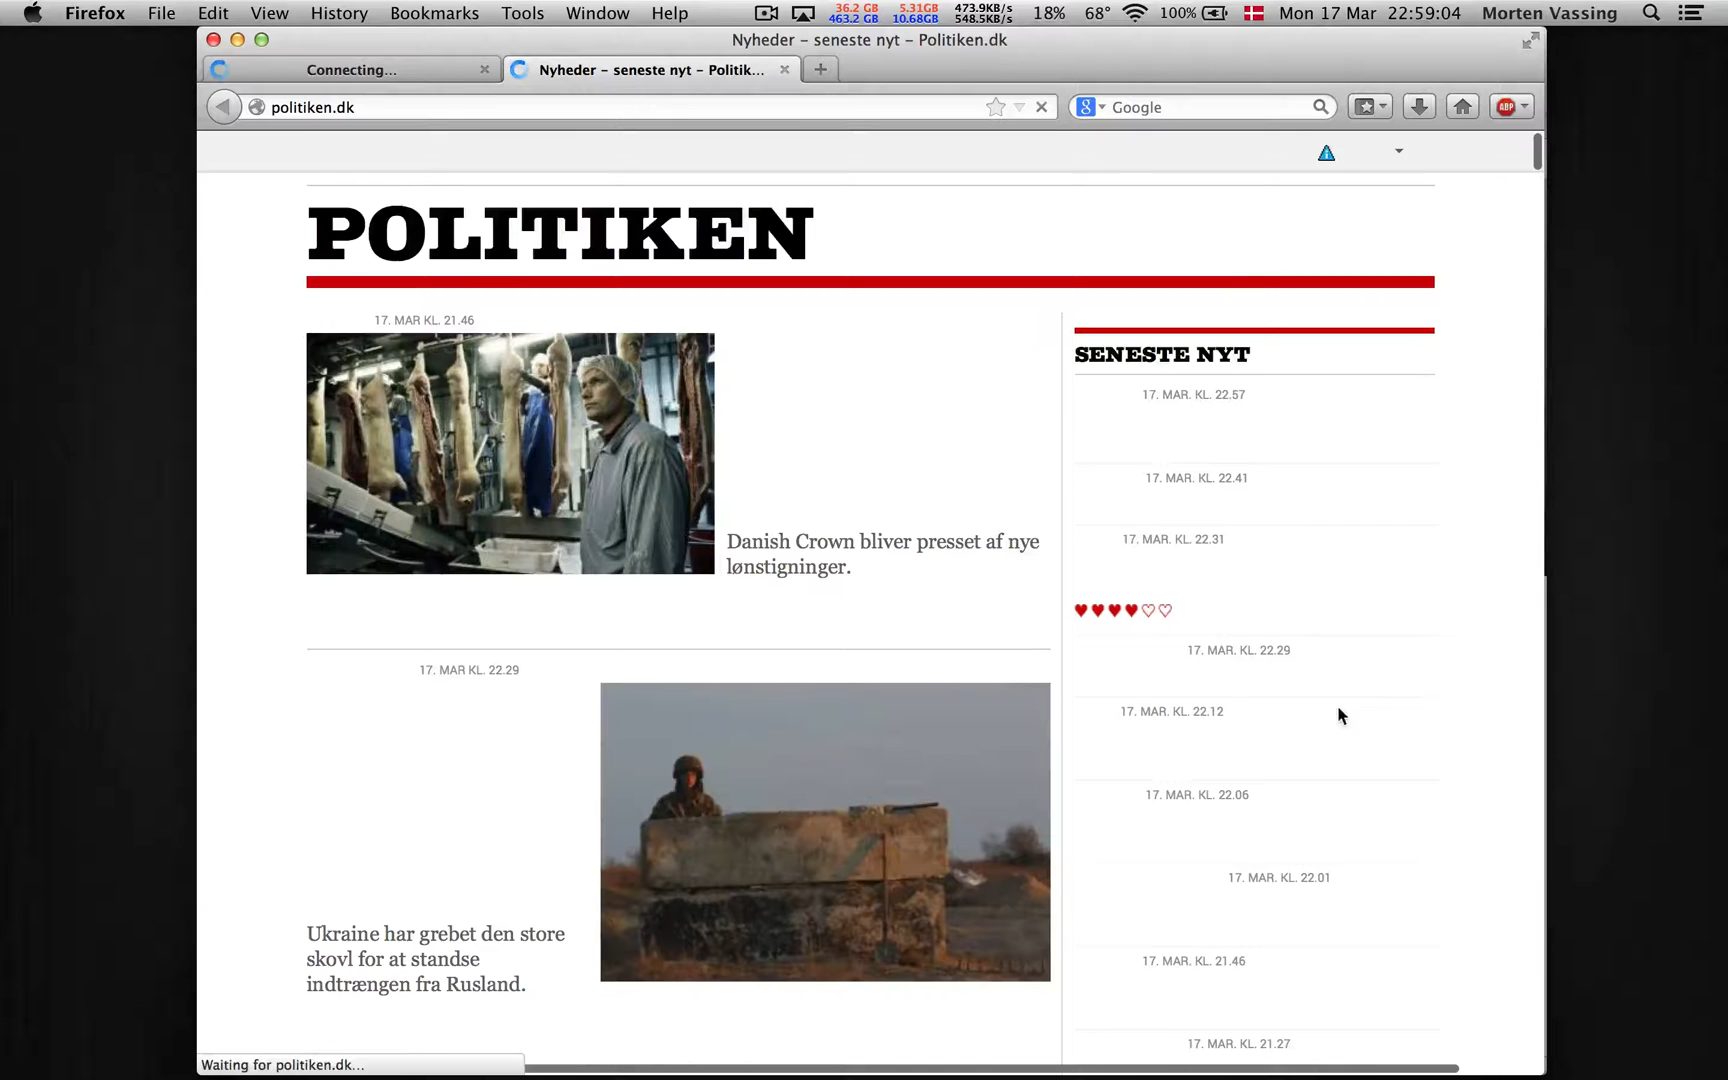 Firefox File Edit View History Bookmarks Tools Window Help 36.2 GB 5.31GB 473.9KB/s 18% 68° 100% Mon 17 Mar 22:59:04 Morten Vassing
463.2 GB 10.68GB 548.5KB/s
Nyheder – seneste nyt – Politiken.dk
Connecting... Nyheder – seneste nyt – Politik...
politiken.dk Google ABP
POLITIKEN
17. MAR KL. 21.46
Danish Crown bliver presset af nye
lønstigninger.
17. MAR KL. 22.29
Ukraine har grebet den store
skovl for at standse
indtrængen fra Rusland.
SENESTE NYT
17. MAR. KL. 22.57
17. MAR. KL. 22.41
17. MAR. KL. 22.31
17. MAR. KL. 22.29
17. MAR. KL. 22.12
17. MAR. KL. 22.06
17. MAR. KL. 22.01
17. MAR. KL. 21.46
17. MAR. KL. 21.27
Waiting for politiken.dk...